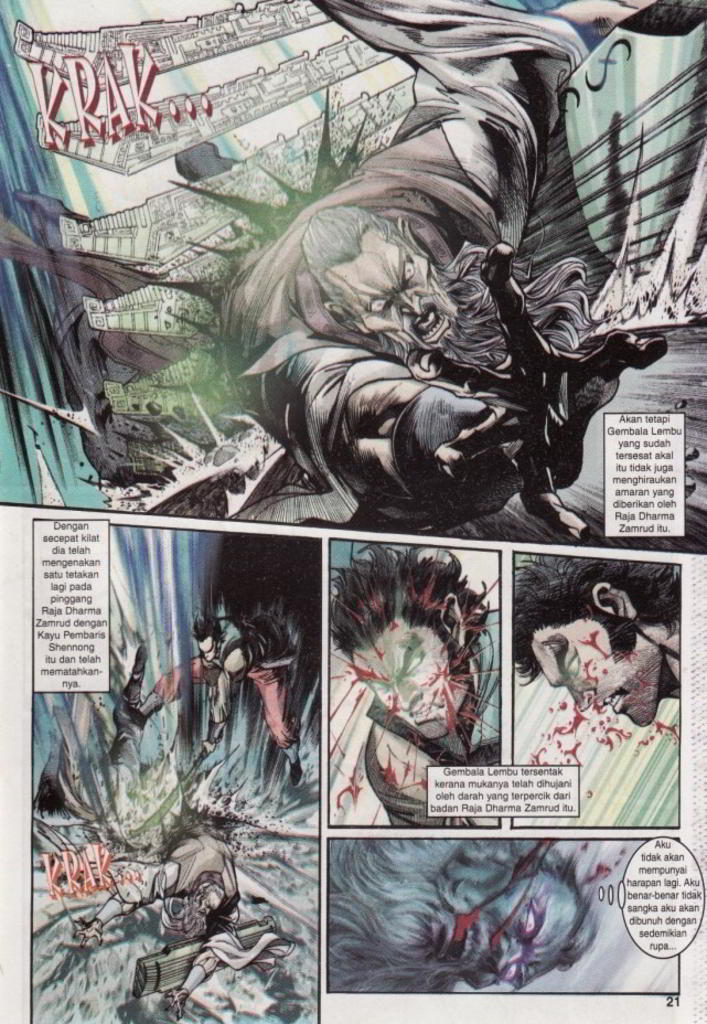 KRAK...
Akan tetapi
Gembala Lembu
yang sudah
tersesat akal
itu tidak juga
menghiraukan
amaran yang
diberikan oleh
Raja Dharma
Zamrud itu.
Dengan
secepat kilat
dia telah
mengenakan
satu tetakan
lagi pada
pinggang
Raja Dharma
Zamrud dengan
Kayu Pembaris
Shennong
itu dan telah
mematahkan-
nya.
KRAK...
Gembala Lembu tersentak
kerana mukanya telah dihujani
oleh darah yang terpercik dari
badan Raja Dharma Zamrud itu.
Aku
tidak akan
mempunyai
harapan lagi. Aku
benar-benar tidak
sangka aku akan
dibunuh dengan
sedemikian
rupa...
21